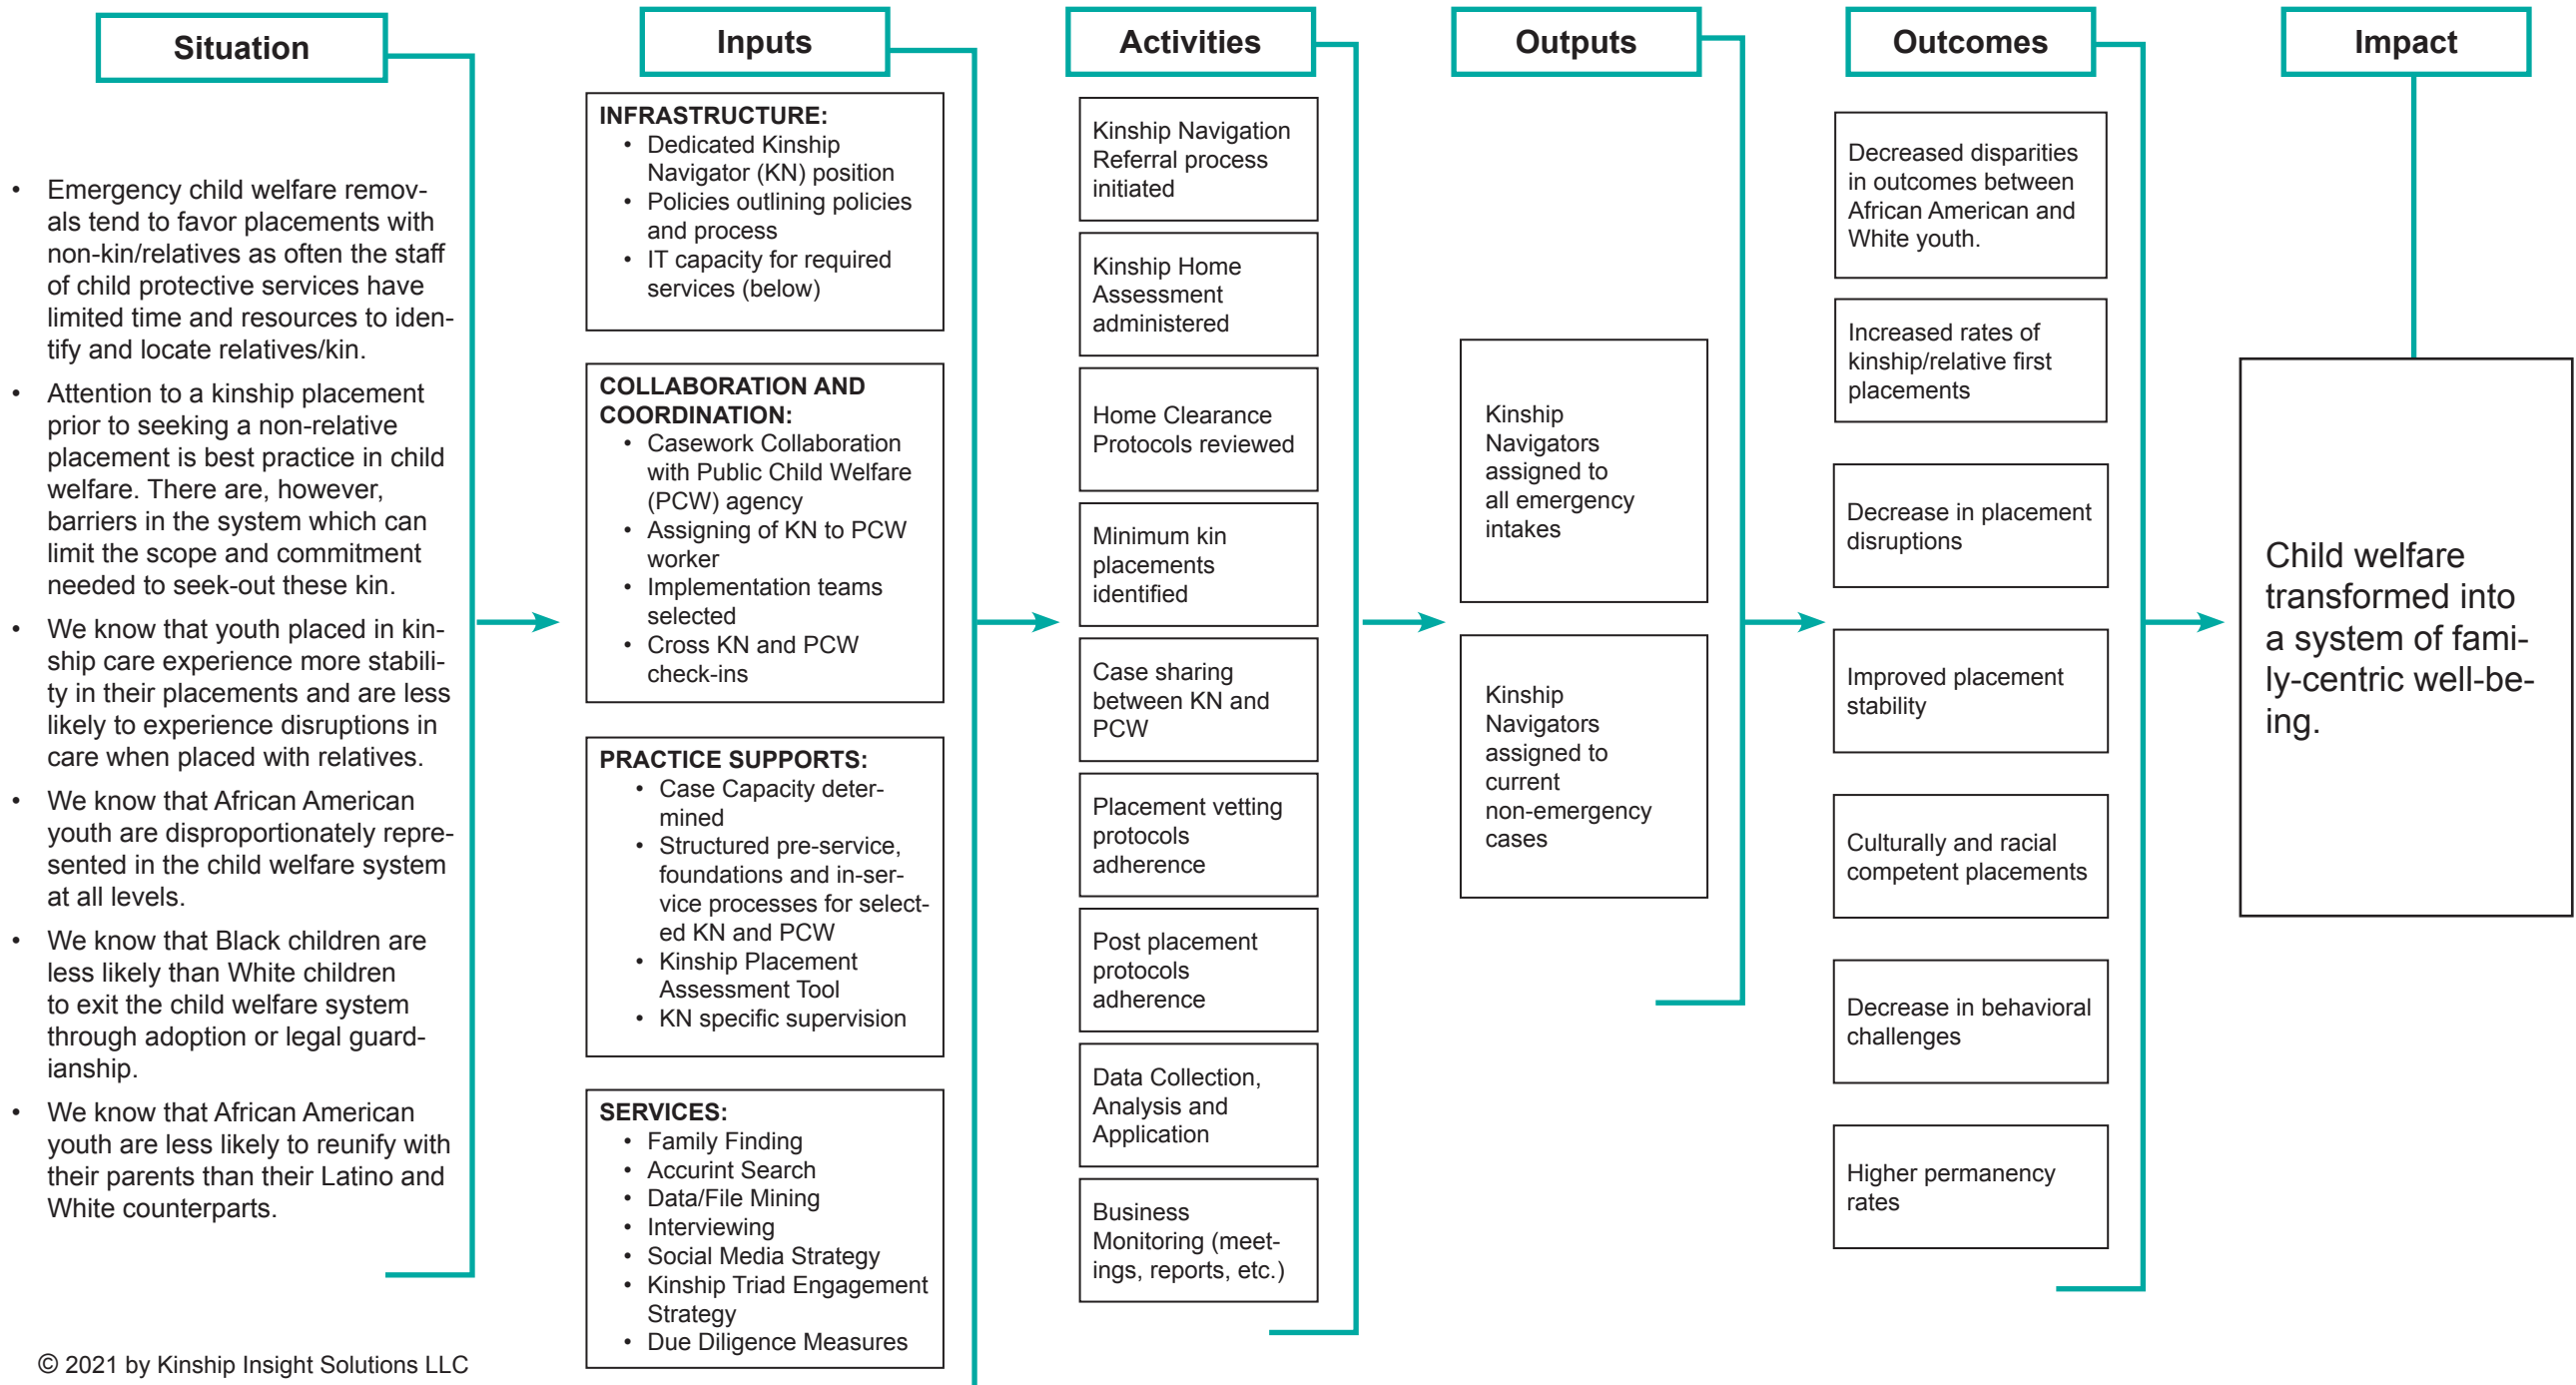 Situation
• Emergency child welfare remov-
als tend to favor placements with
non-kin/relatives as often the staff
of child protective services have
limited time and resources to iden-
tify and locate relatives/kin.
• Attention to a kinship placement
prior to seeking a non-relative
placement is best practice in child
welfare. There are, however,
barriers in the system which can
limit the scope and commitment
needed to seek-out these kin.
• We know that youth placed in kin-
ship care experience more stabili-
ty in their placements and are less
likely to experience disruptions in
care when placed with relatives.
• We know that African American
youth are disproportionately repre-
sented in the child welfare system
at all levels.
• We know that Black children are
less likely than White children
to exit the child welfare system
through adoption or legal guard-
ianship.
• We know that African American
youth are less likely to reunify with
their parents than their Latino and
White counterparts.
Inputs
INFRASTRUCTURE:
• Dedicated Kinship
Navigator (KN) position
• Policies outlining policies
and process
• IT capacity for required
services (below)
COLLABORATION AND
COORDINATION:
• Casework Collaboration
with Public Child Welfare
(PCW) agency
• Assigning of KN to PCW
worker
• Implementation teams
selected
• Cross KN and PCW
check-ins
PRACTICE SUPPORTS:
• Case Capacity deter-
mined
• Structured pre-service,
foundations and in-ser-
vice processes for select-
ed KN and PCW
• Kinship Placement
Assessment Tool
• KN specific supervision
SERVICES:
• Family Finding
• Accurint Search
• Data/File Mining
• Interviewing
• Social Media Strategy
• Kinship Triad Engagement
Strategy
• Due Diligence Measures
Activities
Kinship Navigation
Referral process
initiated
Kinship Home
Assessment
administered
Home Clearance
Protocols reviewed
Minimum kin
placements
identified
Case sharing
between KN and
PCW
Placement vetting
protocols
adherence
Post placement
protocols
adherence
Data Collection,
Analysis and
Application
Business
Monitoring (meet-
ings, reports, etc.)
Outputs
Kinship
Navigators
assigned to
all emergency
intakes
Kinship
Navigators
assigned to
current
non-emergency
cases
Outcomes
Decreased disparities
in outcomes between
African American and
White youth.
Increased rates of
kinship/relative first
placements
Decrease in placement
disruptions
Improved placement
stability
Culturally and racial
competent placements
Decrease in behavioral
challenges
Higher permanency
rates
Impact
Child welfare
transformed into
a system of fami-
ly-centric well-be-
ing.
© 2021 by Kinship Insight Solutions LLC